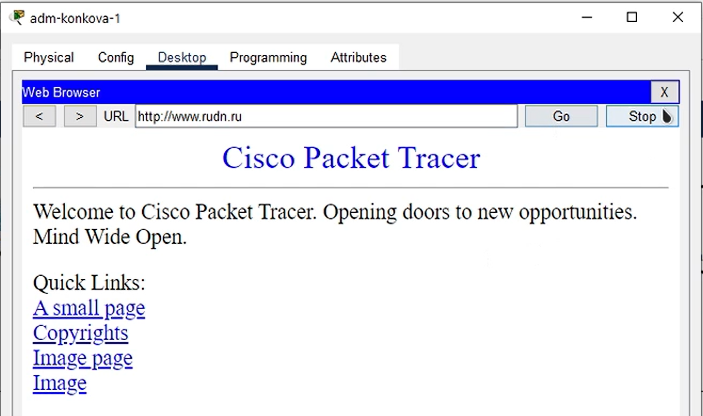 adm-konkova-1
Physical Config Desktop Programming Attributes
Web Browser X
< > URL http://www.rudn.ru Go Stop
Cisco Packet Tracer
Welcome to Cisco Packet Tracer. Opening doors to new opportunities.
Mind Wide Open.
Quick Links:
A small page
Copyrights
Image page
Image